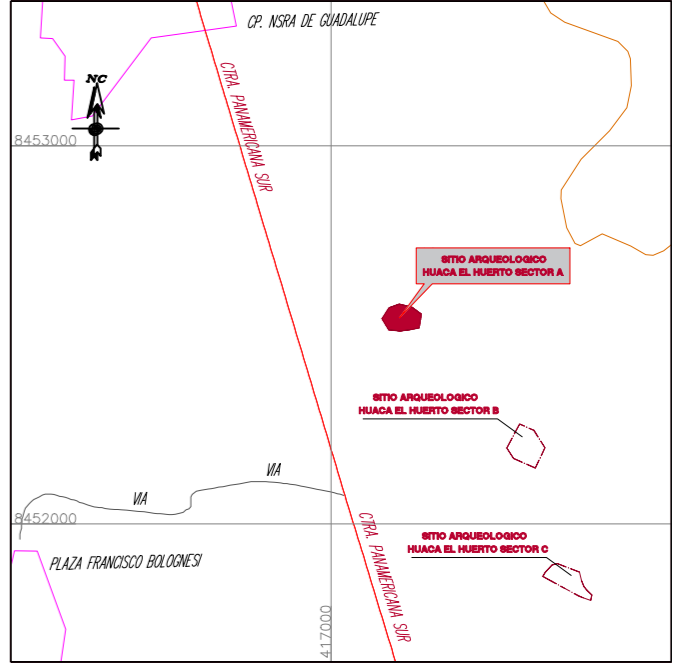 CP. NSRA DE GUADALUPE
NC
CTRA. PANAMERICANA SUR
8453000
SITIO ARQUEOLOGICO
HUACA EL HUERTO SECTOR A
SITIO ARQUEOLOGICO
HUACA EL HUERTO SECTOR B
VIA
VIA
8452000
CTRA. PANAMERICANA SUR
SITIO ARQUEOLOGICO
HUACA EL HUERTO SECTOR C
PLAZA FRANCISCO BOLOGNESI
417000